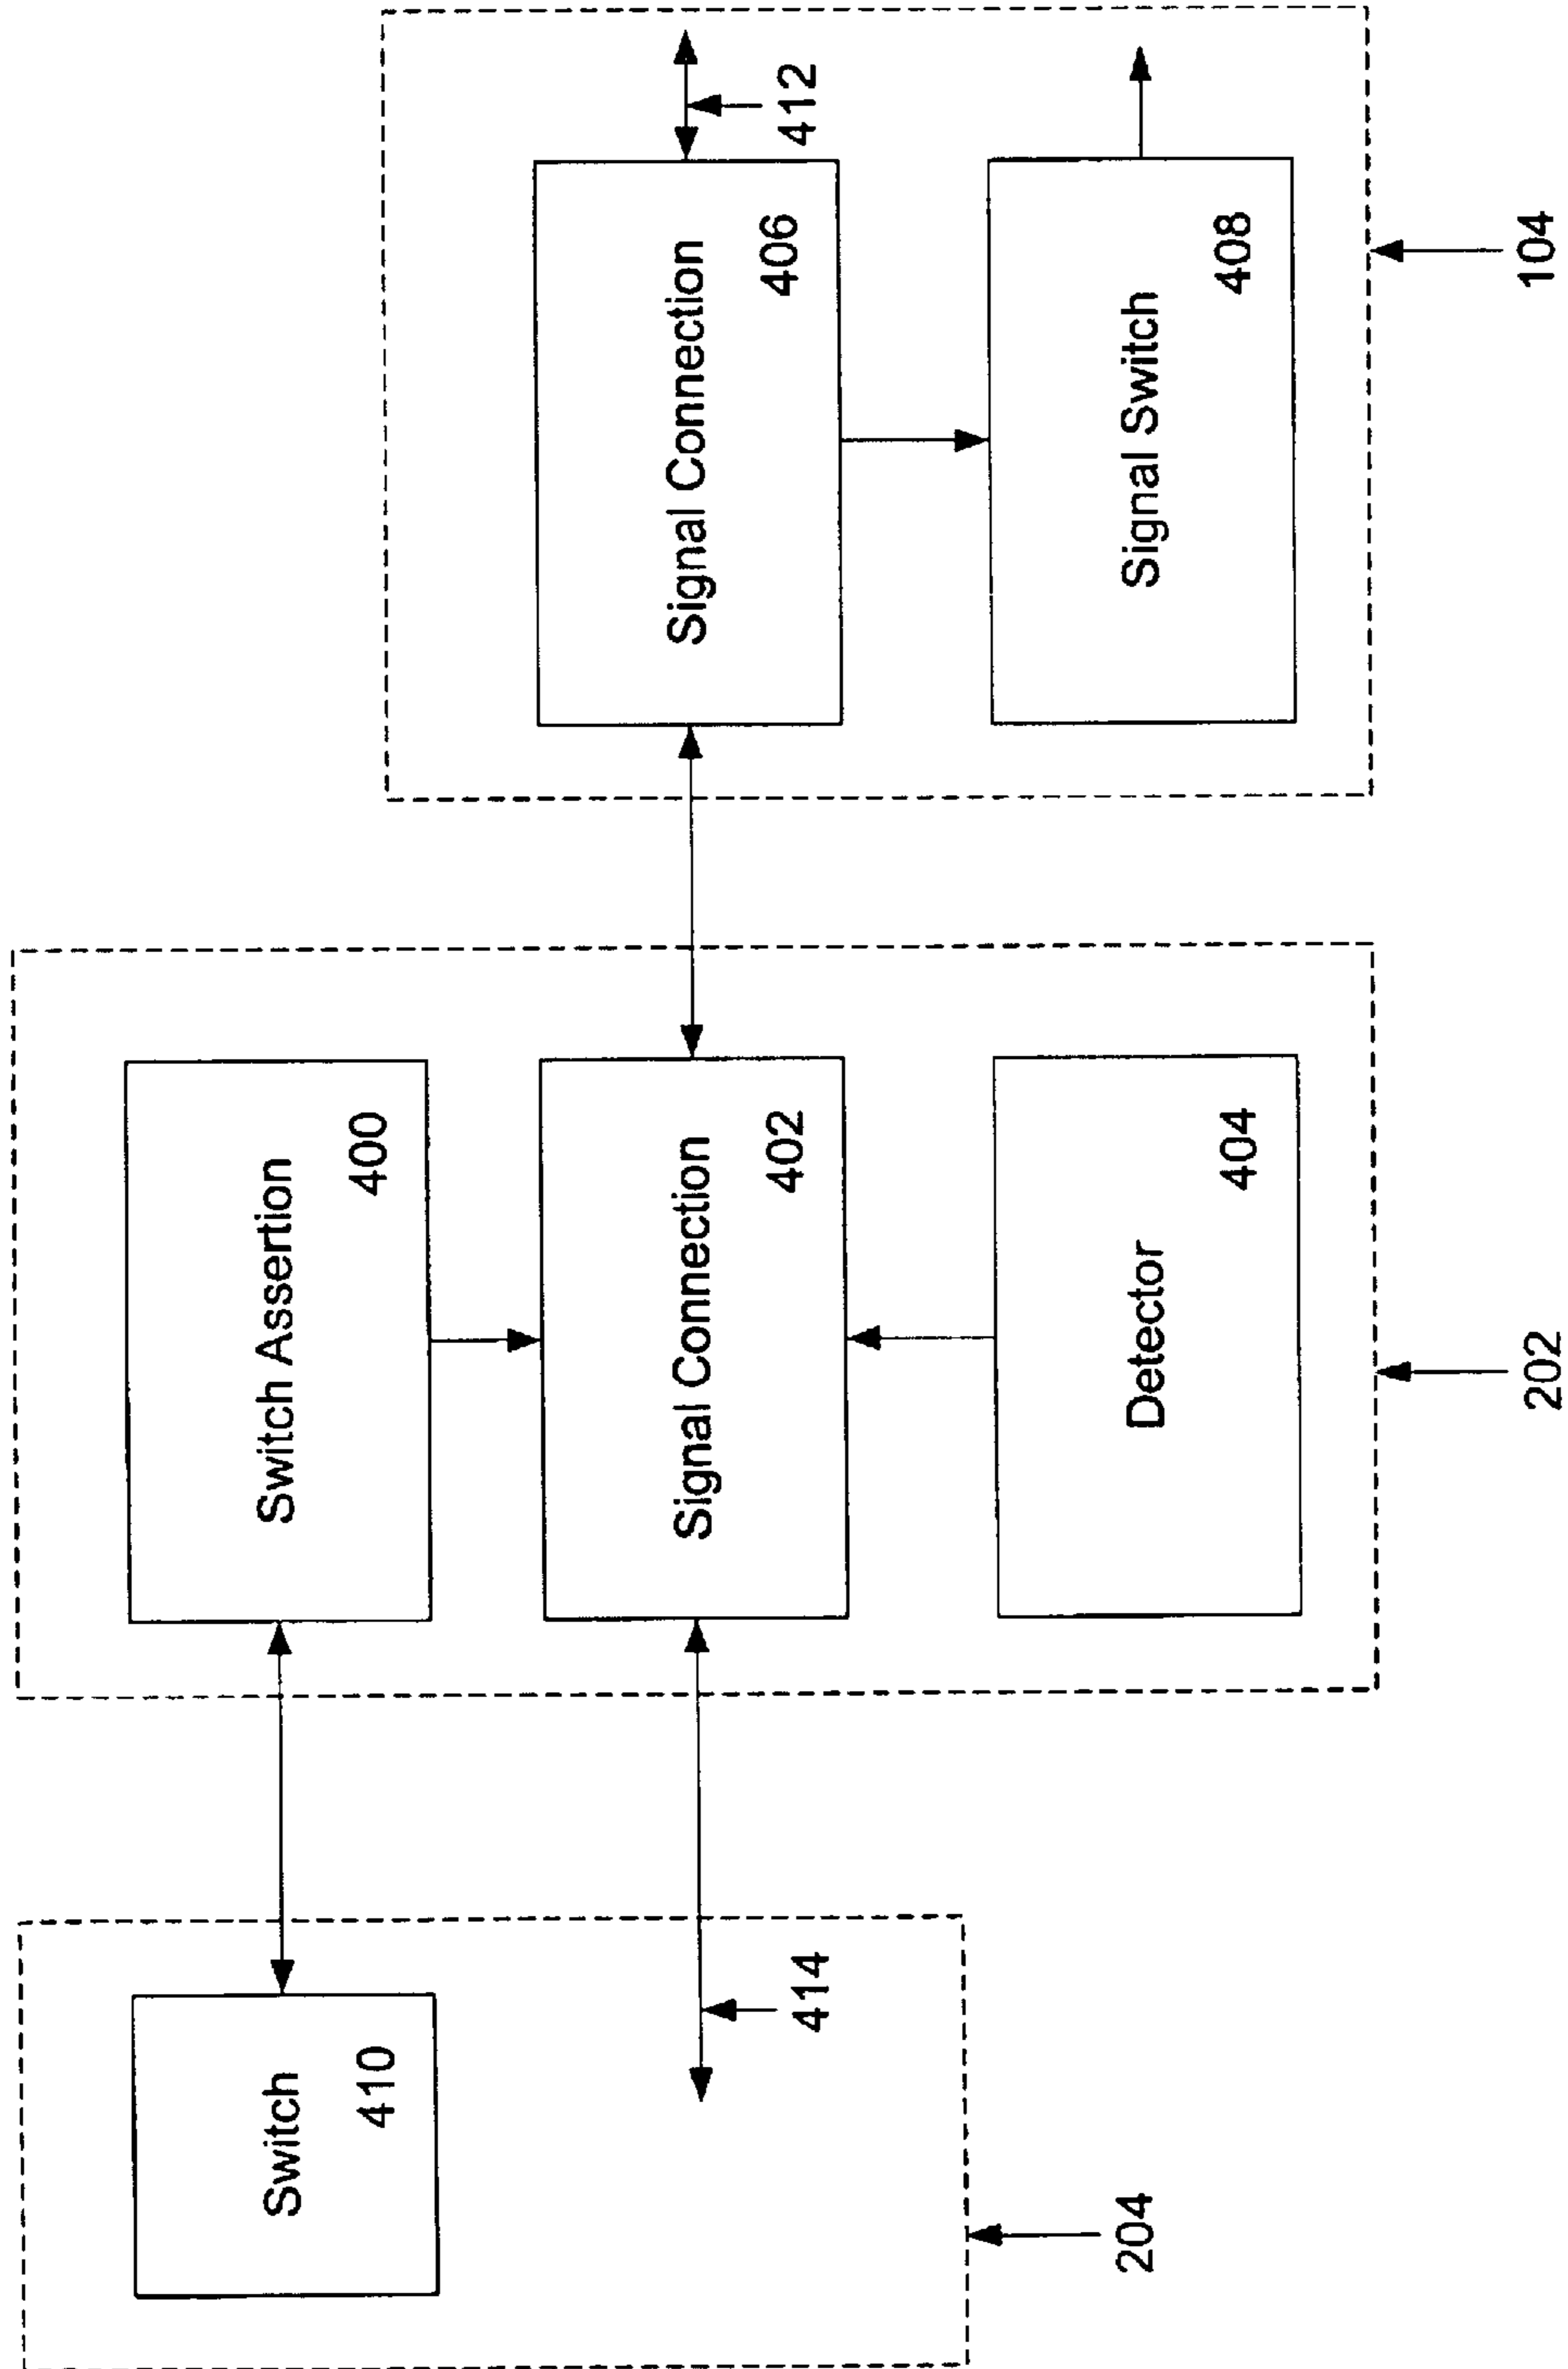 Switch
410
414
204
Switch Assertion
400
Signal Connection
402
Detector
404
202
Signal Connection
406
412
Signal Switch
408
104